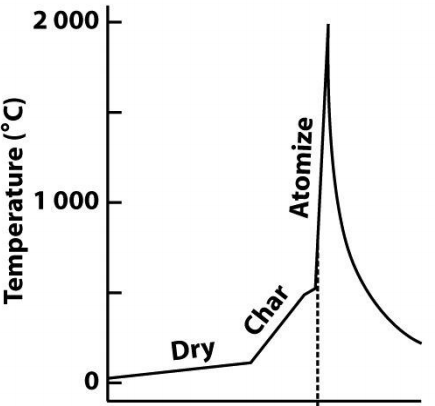 2 000
1 000
0
Temperature (°C)
Dry
Char
Atomize